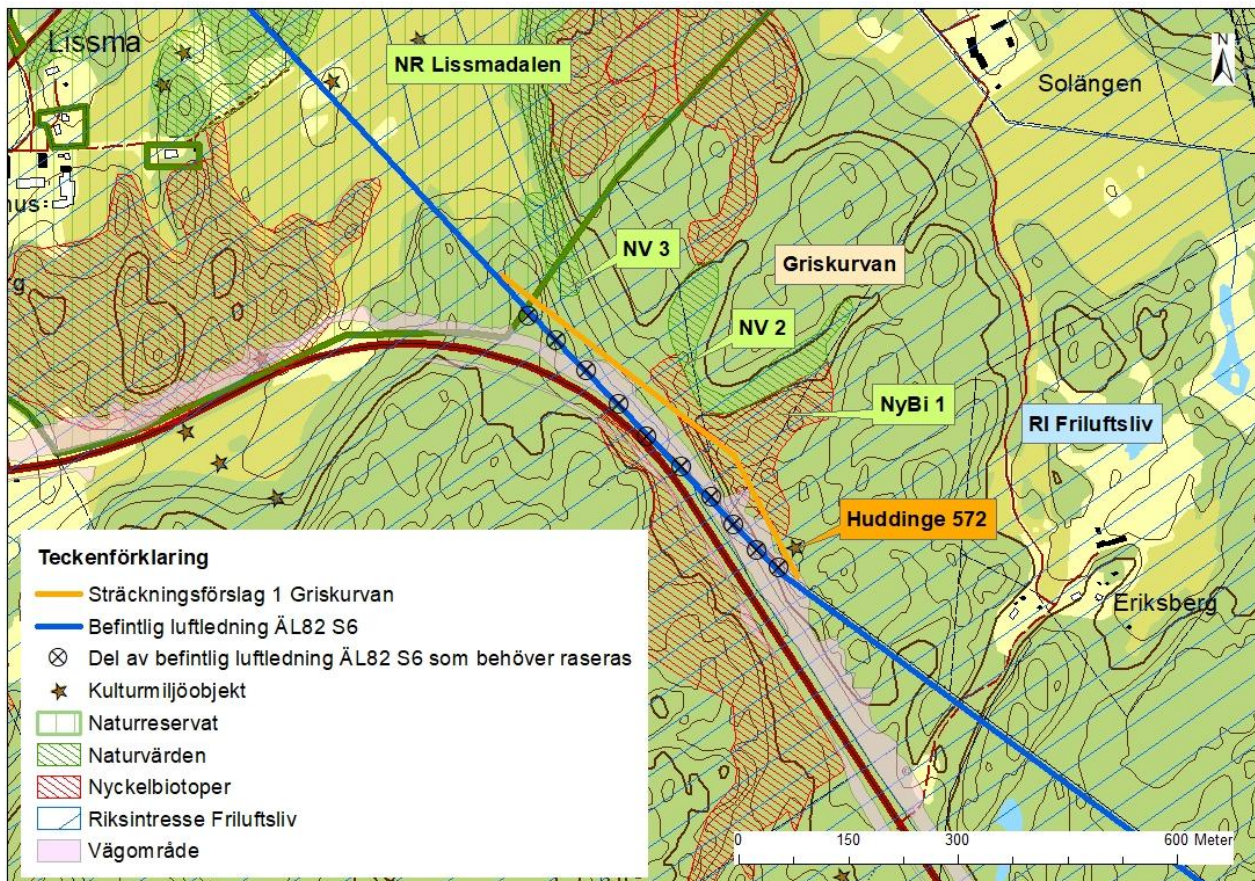 Lissma
NR Lissmadalen
N
Solängen
us
NV 3
Griskurvan
g
NV 2
NyBi 1
RI Friluftsliv
Huddinge 572
Eriksberg
Teckenförklaring
Sträckningsförslag 1 Griskurvan
Befintlig luftledning ÄL82 S6
Del av befintlig luftledning ÄL82 S6 som behöver raseras
Kulturmiljöobjekt
Naturreservat
Naturvärden
Nyckelbiotoper
Riksintresse Friluftsliv
Vägområde
0 150 300 600 Meter